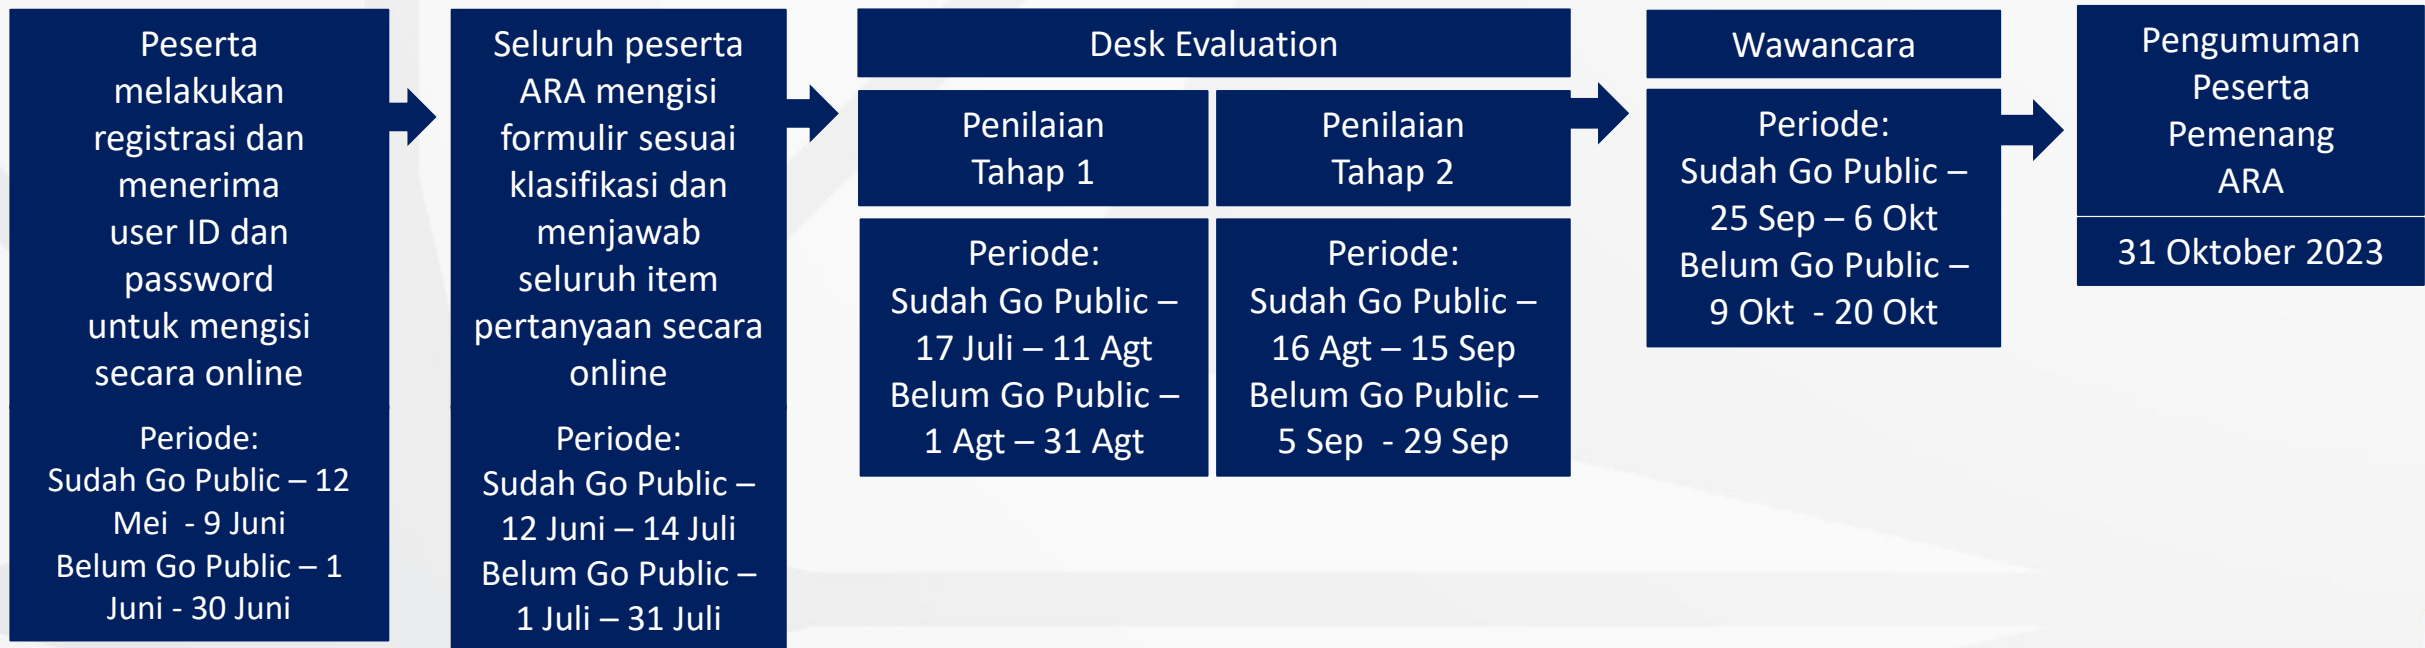 Peserta
melakukan
registrasi dan
menerima
user ID dan
password
untuk mengisi
secara online
Periode:
Sudah Go Public – 12
Mei  - 9 Juni
Belum Go Public – 1
Juni - 30 Juni
Seluruh peserta
ARA mengisi
formulir sesuai
klasifikasi dan
menjawab
seluruh item
pertanyaan secara
online
Periode:
Sudah Go Public –
12 Juni – 14 Juli
Belum Go Public –
1 Juli – 31 Juli
Desk Evaluation
Penilaian
Tahap 1
Periode:
Sudah Go Public –
17 Juli – 11 Agt
Belum Go Public –
1 Agt – 31 Agt
Penilaian
Tahap 2
Periode:
Sudah Go Public –
16 Agt – 15 Sep
Belum Go Public –
5 Sep  - 29 Sep
Wawancara
Periode:
Sudah Go Public –
25 Sep – 6 Okt
Belum Go Public –
9 Okt  - 20 Okt
Pengumuman
Peserta
Pemenang
ARA
31 Oktober 2023